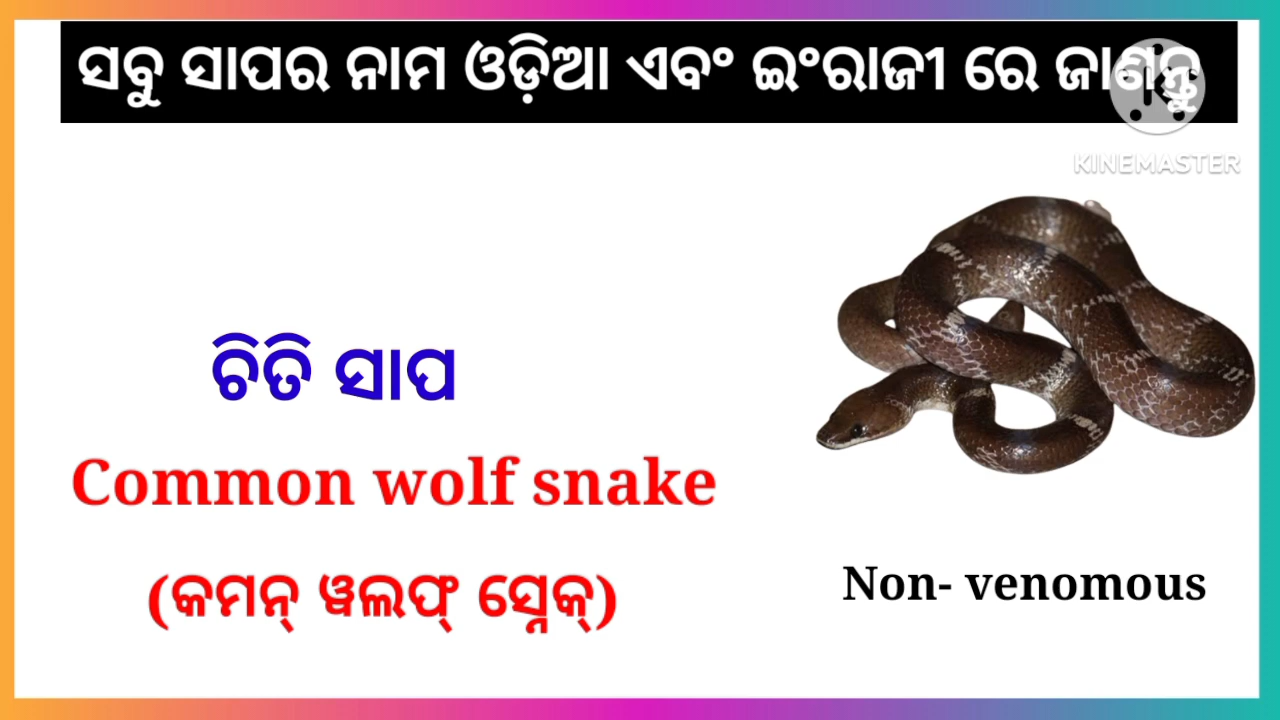 ସବୁ ସାପର ନାମ ଓଡ଼ିଆ ଏବଂ ଇଂରାଜୀ ରେ ଜାଣନ୍ତୁ
KINEMASTER
ଚିତି ସାପ
Common wolf snake
(କମନ୍ ୱଲଫ୍ ସ୍ନେକ୍)
Non- venomous